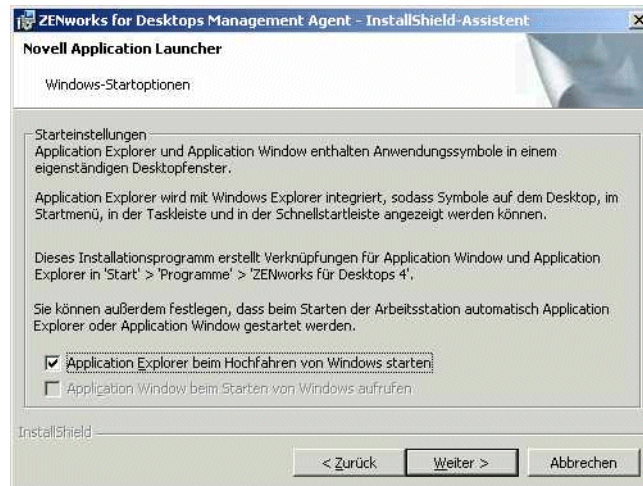 ZENworks for Desktops Management Agent - InstallShield-Assistent
Novell Application Launcher
Windows-Startoptionen
Starteinstellungen
Application Explorer und Application Window enthalten Anwendungssymbole in einem
eigenständigen Desktopfenster.
Application Explorer wird mit Windows Explorer integriert, sodass Symbole auf dem Desktop, im
Startmenü, in der Taskleiste und in der Schnellstartleiste angezeigt werden können.
Dieses Installationsprogramm erstellt Verknüpfungen für Application Window und Application
Explorer in 'Start' > 'Programme' > 'ZENworks für Desktops 4'.
Sie können außerdem festlegen, dass beim Starten der Arbeitsstation automatisch Application
Explorer oder Application Window gestartet werden.
Application Explorer beim Hochfahren von Windows starten
Application Window beim Starten von Windows aufrufen
InstallShield
< Zurück
Weiter >
Abbrechen